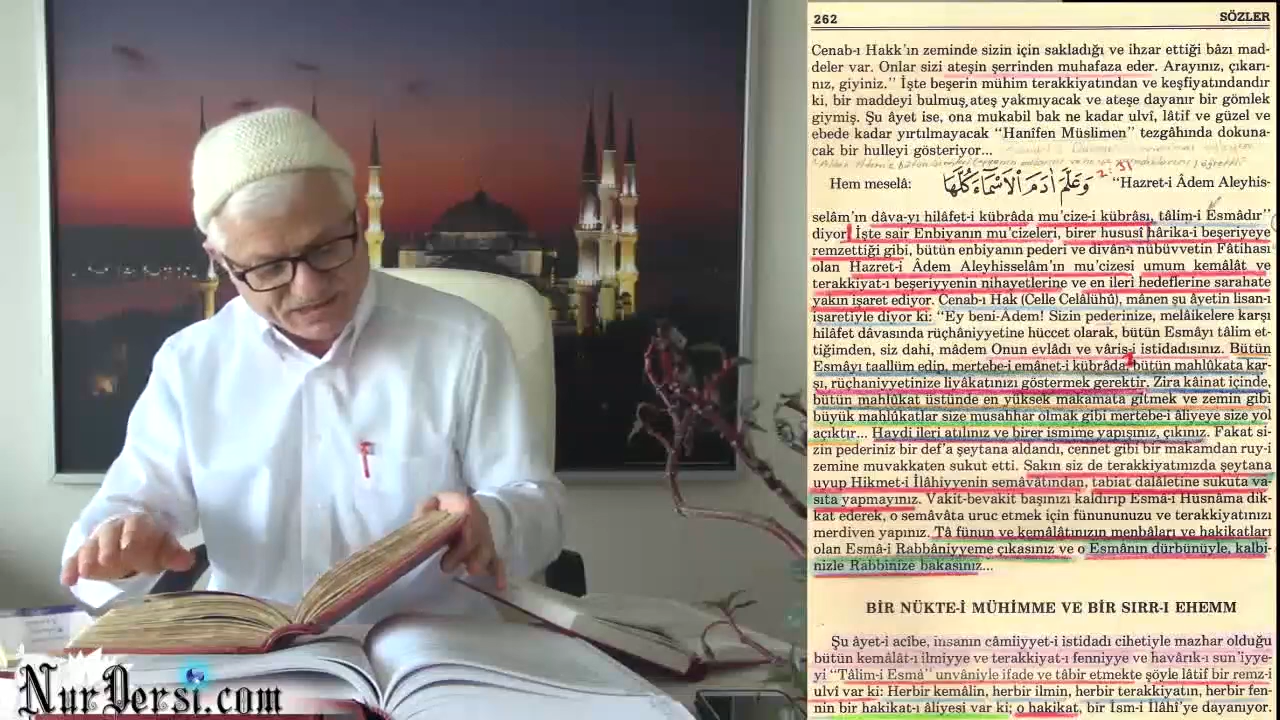 262 SÖZLER
Cenab-ı Hakk'ın zeminde sizin için sakladığı ve ihzar ettiği bâzı mad-
deler var. Onlar sizi ateşin şerrinden muhafaza eder. Arayınız, çıkarı-
nız, giyiniz." İşte beşerin mühim terakkiyatından ve keşfiyatındandır
ki, bir maddeyi bulmuş, ateş yakmıyacak ve ateşe dayanır bir gömlek
giymiş. Şu âyet ise, ona mukabil bak ne kadar ulvî, lâtif ve güzel ve
ebede kadar yırtılmayacak "Hanîfen Müslimen" tezgâhında dokuna-
cak bir hulleyi gösteriyor...
2:31
Hem meselâ: وَعَلَّمَ اٰدَمَ الْاَسْمَٓاءَ كُلَّهَا "Hazret-i Âdem Aleyhis-
selâm'ın dâva-yı hilâfet-i kübrâda mu'cize-i kübrâsı, tâlim-i Esmâdır"
diyor. İşte sair Enbiyanın mu'cizeleri, birer hususî hârika-i beşeriyeye
remzettiği gibi, bütün enbiyanın pederi ve divân-ı nübüvvetin Fâtihası
olan Hazret-i Âdem Aleyhisselâm'ın mu'cizesi umum kemâlât ve
terakkiyat-ı beşeriyyenin nihayetlerine ve en ileri hedeflerine sarahate
yakın işaret ediyor. Cenab-ı Hak (Celle Celâlühü), mânen şu âyetin lisan-ı
işaretiyle diyor ki: "Ey beni-Âdem! Sizin pederinize, melâikelere karşı
hilâfet dâvasında rüçhaniyetine hüccet olarak, bütün Esmâyı tâlim et-
tiğimden, siz dahi, mâdem Onun evlâdı ve vâris-i istidadısınız. Bütün
Esmâyı taallüm edip, mertebe-i emânet-i kübrâda, bütün mahlûkata kar-
şı, rüçhaniyetinize liyâkatınızı göstermek gerektir. Zira kâinat içinde,
bütün mahlûkat üstünde en yüksek makamata gitmek ve zemin gibi
büyük mahlûkatlar size musahhar olmak gibi mertebe-i âliyeye size yol
açıktır... Haydi ileri atılınız ve birer ismime yapışınız, çıkınız. Fakat si-
zin pederiniz bir def'a şeytana aldandı, cennet gibi bir makamdan ruy-i
zemine muvakkaten sukut etti. Sakın siz de terakkiyatınızda şeytana
uyup Hikmet-i İlâhiyyenin semâvâtından, tabiat dalâletine sukuta va-
sıta yapmayınız. Vakit-bevakit başınızı kaldırıp Esmâ-i Hüsnâma dik-
kat ederek, o semâvâta uruc etmek için fünununuzu ve terakkiyatınızı
merdiven yapınız. Tâ fünun ve kemâlâtınızın menbâları ve hakikatları
olan Esmâ-i Rabbâniyyeme çıkasınız ve o Esmânın dürbünüyle, kalbi-
nizle Rabbinize bakasınız...
BİR NÜKTE-İ MÜHİMME VE BİR SIRR-I EHEMM
Şu âyet-i acîbe, insanın câmiiyyet-i istidadı cihetiyle mazhar olduğu
bütün kemâlât-ı ilmiyye ve terakkiyat-ı fenniyye ve havârık-ı sun'iyye-
yi "Tâlim-i Esmâ" unvâniyle ifade ve tâbir etmekte şöyle lâtif bir remz-i
ulvî var ki: Herbir kemâlin, herbir ilmin, herbir terakkiyatın, herbir fen-
nin bir hakikat-ı âliyesi var ki; o hakikat, bir İsm-i İlâhî'ye dayanıyor.
NurDersi.com